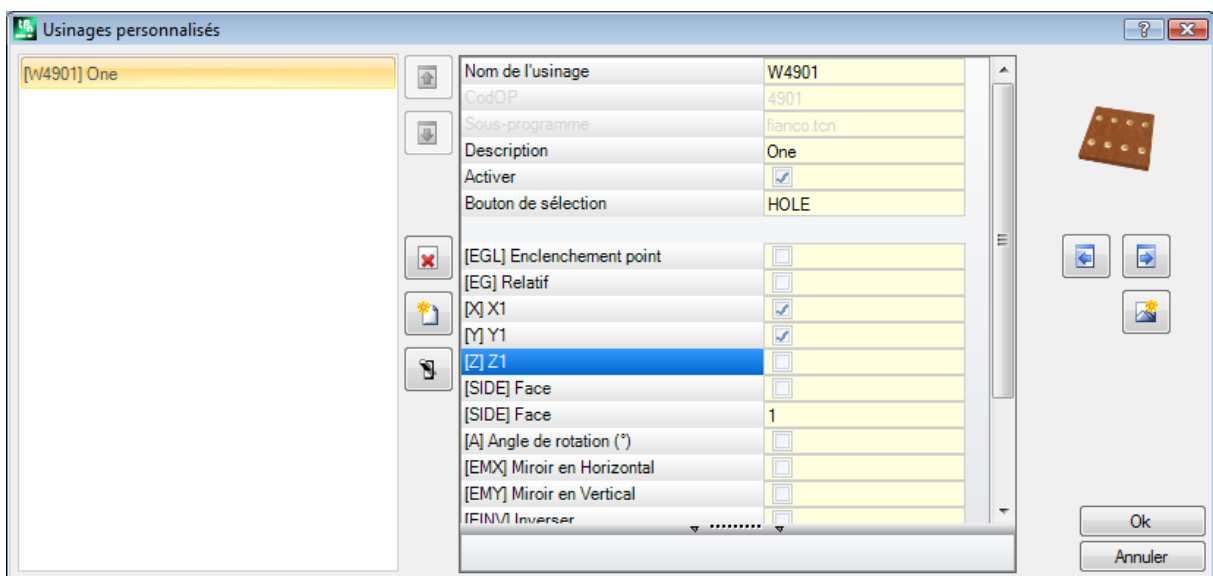 Usinages personnalisés
[W4901] One
Nom de l'usinage W4901
CodOP 4901
Sous-programme fianco.tcn
Description One
Activer
Bouton de sélection HOLE
[EGL] Enclenchement point
[EG] Relatif
[X] X1
[Y] Y1
[Z] Z1
[SIDE] Face
[SIDE] Face 1
[A] Angle de rotation (°)
[EMX] Miroir en Horizontal
[EMY] Miroir en Vertical
[EINV] Inverser
Ok
Annuler